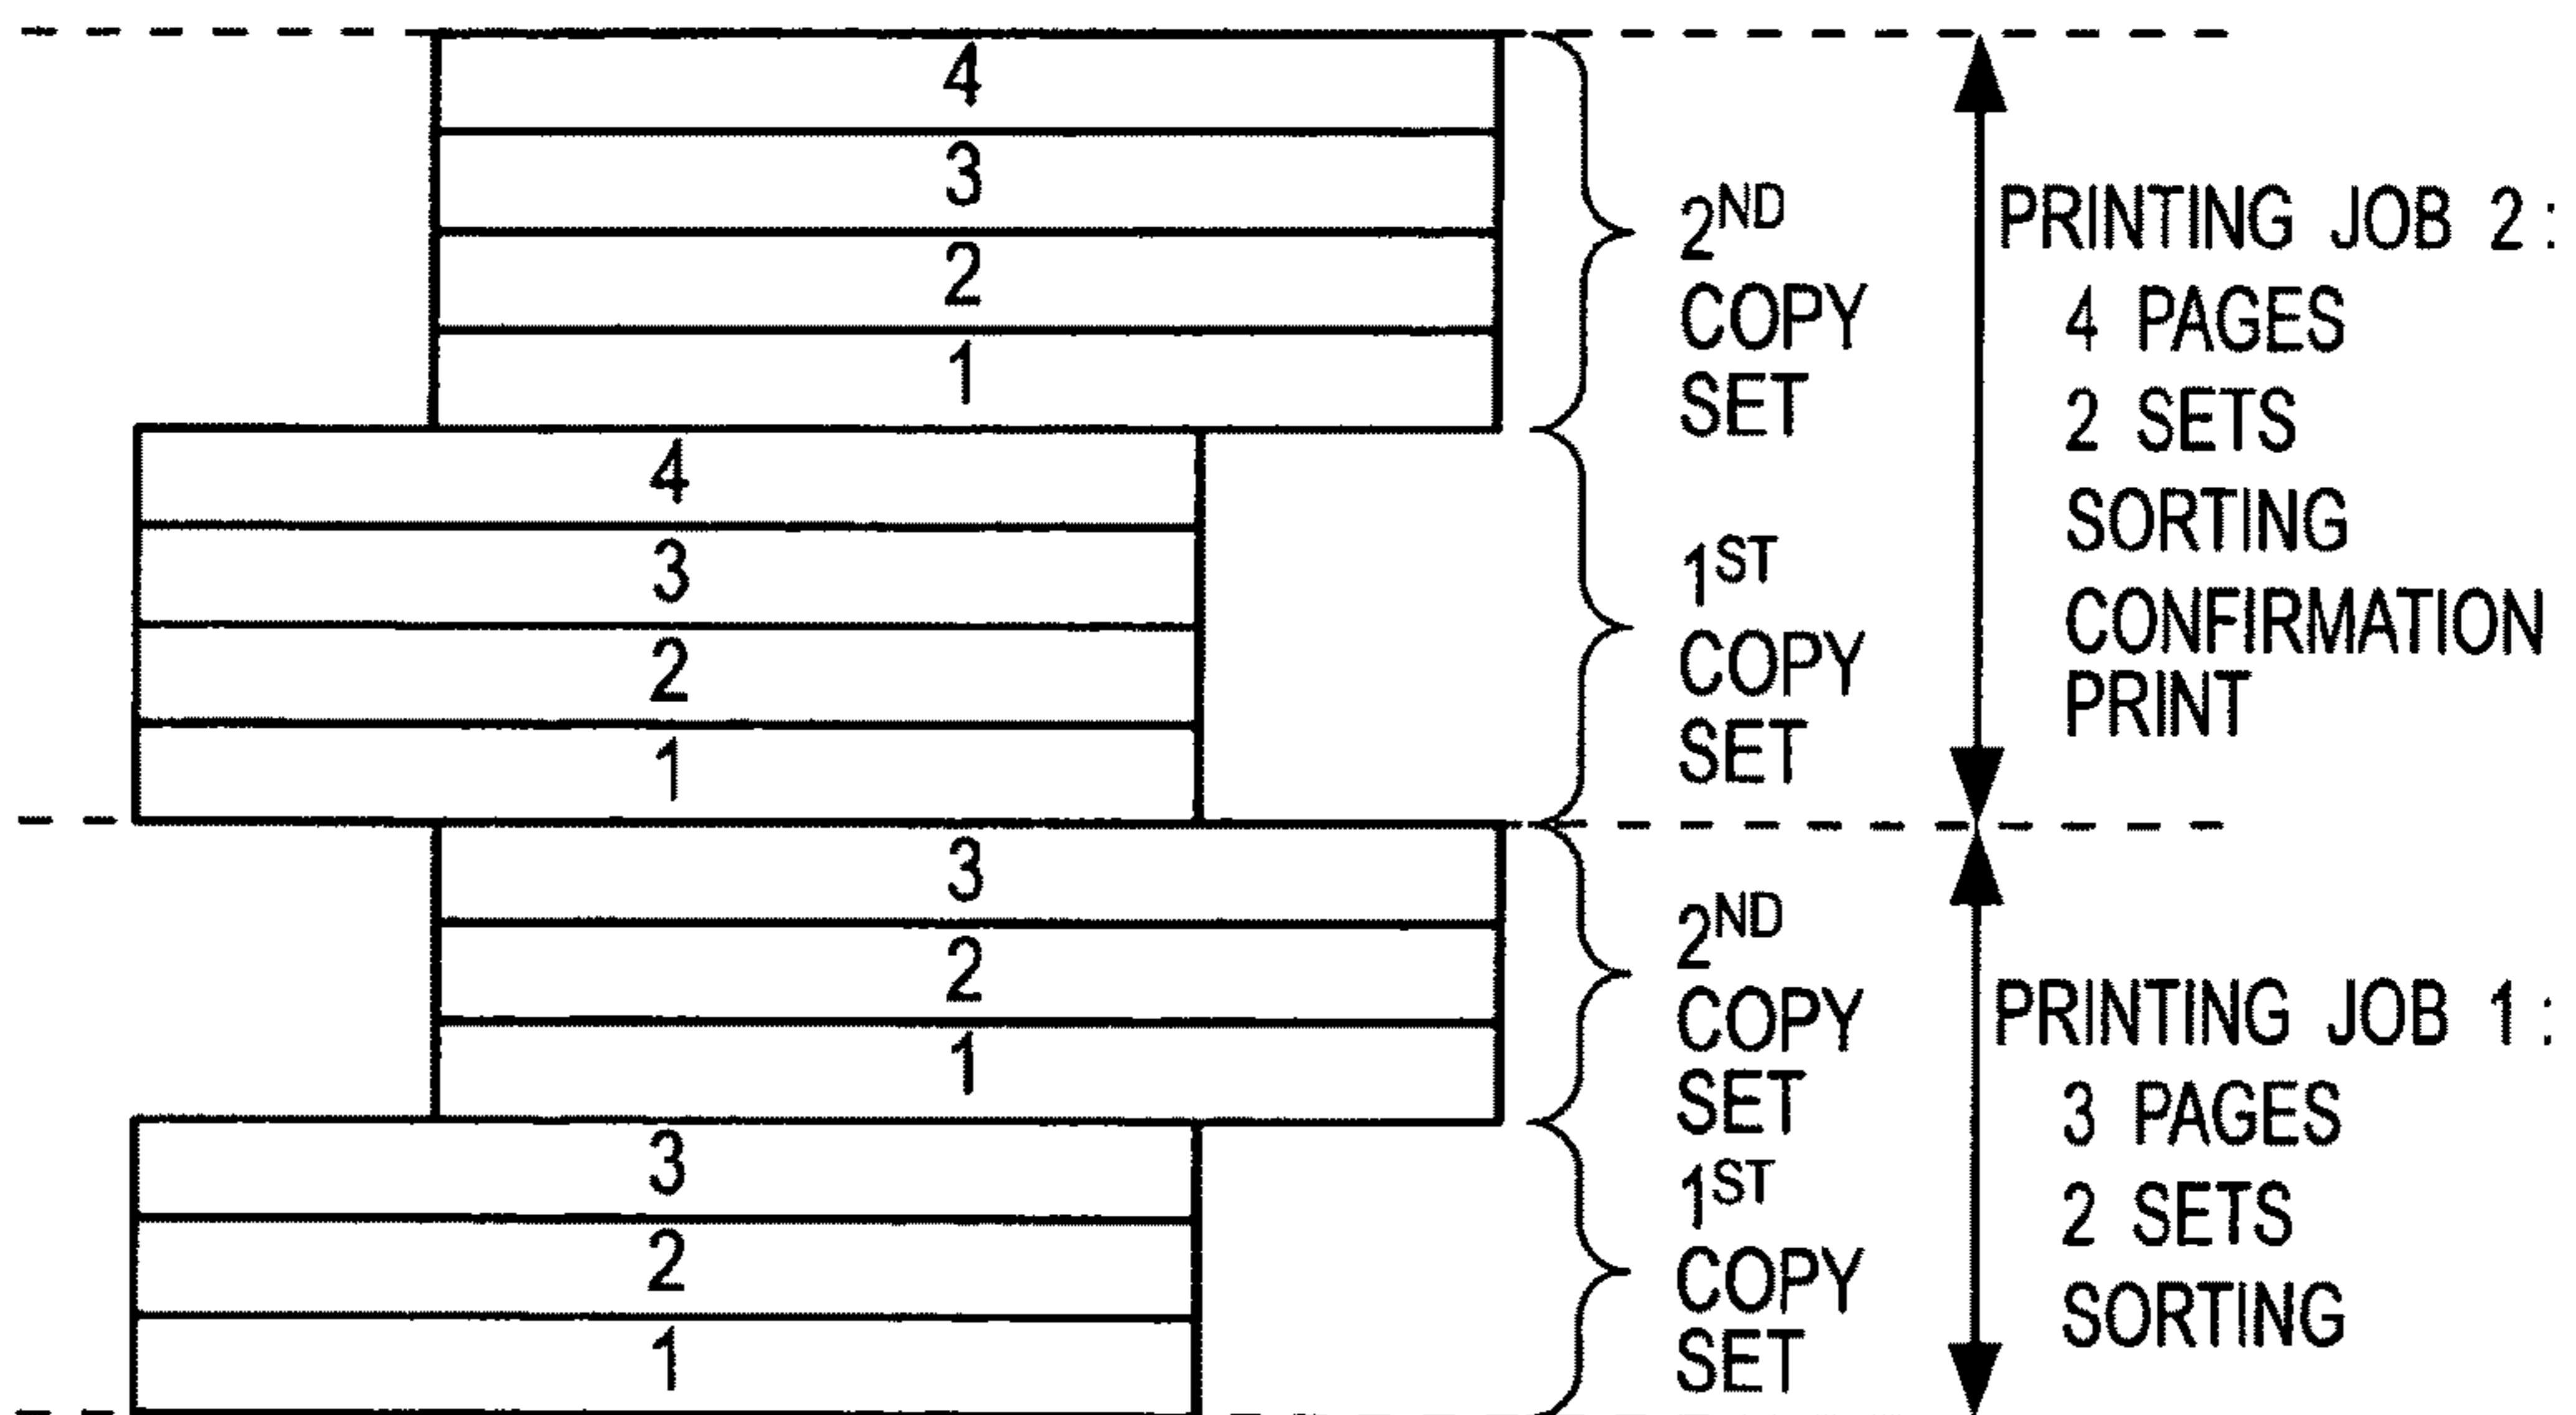 4
3
2
1
2ND
COPY
SET
4
3
2
1
1ST
COPY
SET
PRINTING JOB 2 :
4 PAGES
2 SETS
SORTING
CONFIRMATION
PRINT
3
2
1
2ND
COPY
SET
3
2
1
1ST
COPY
SET
PRINTING JOB 1 :
3 PAGES
2 SETS
SORTING